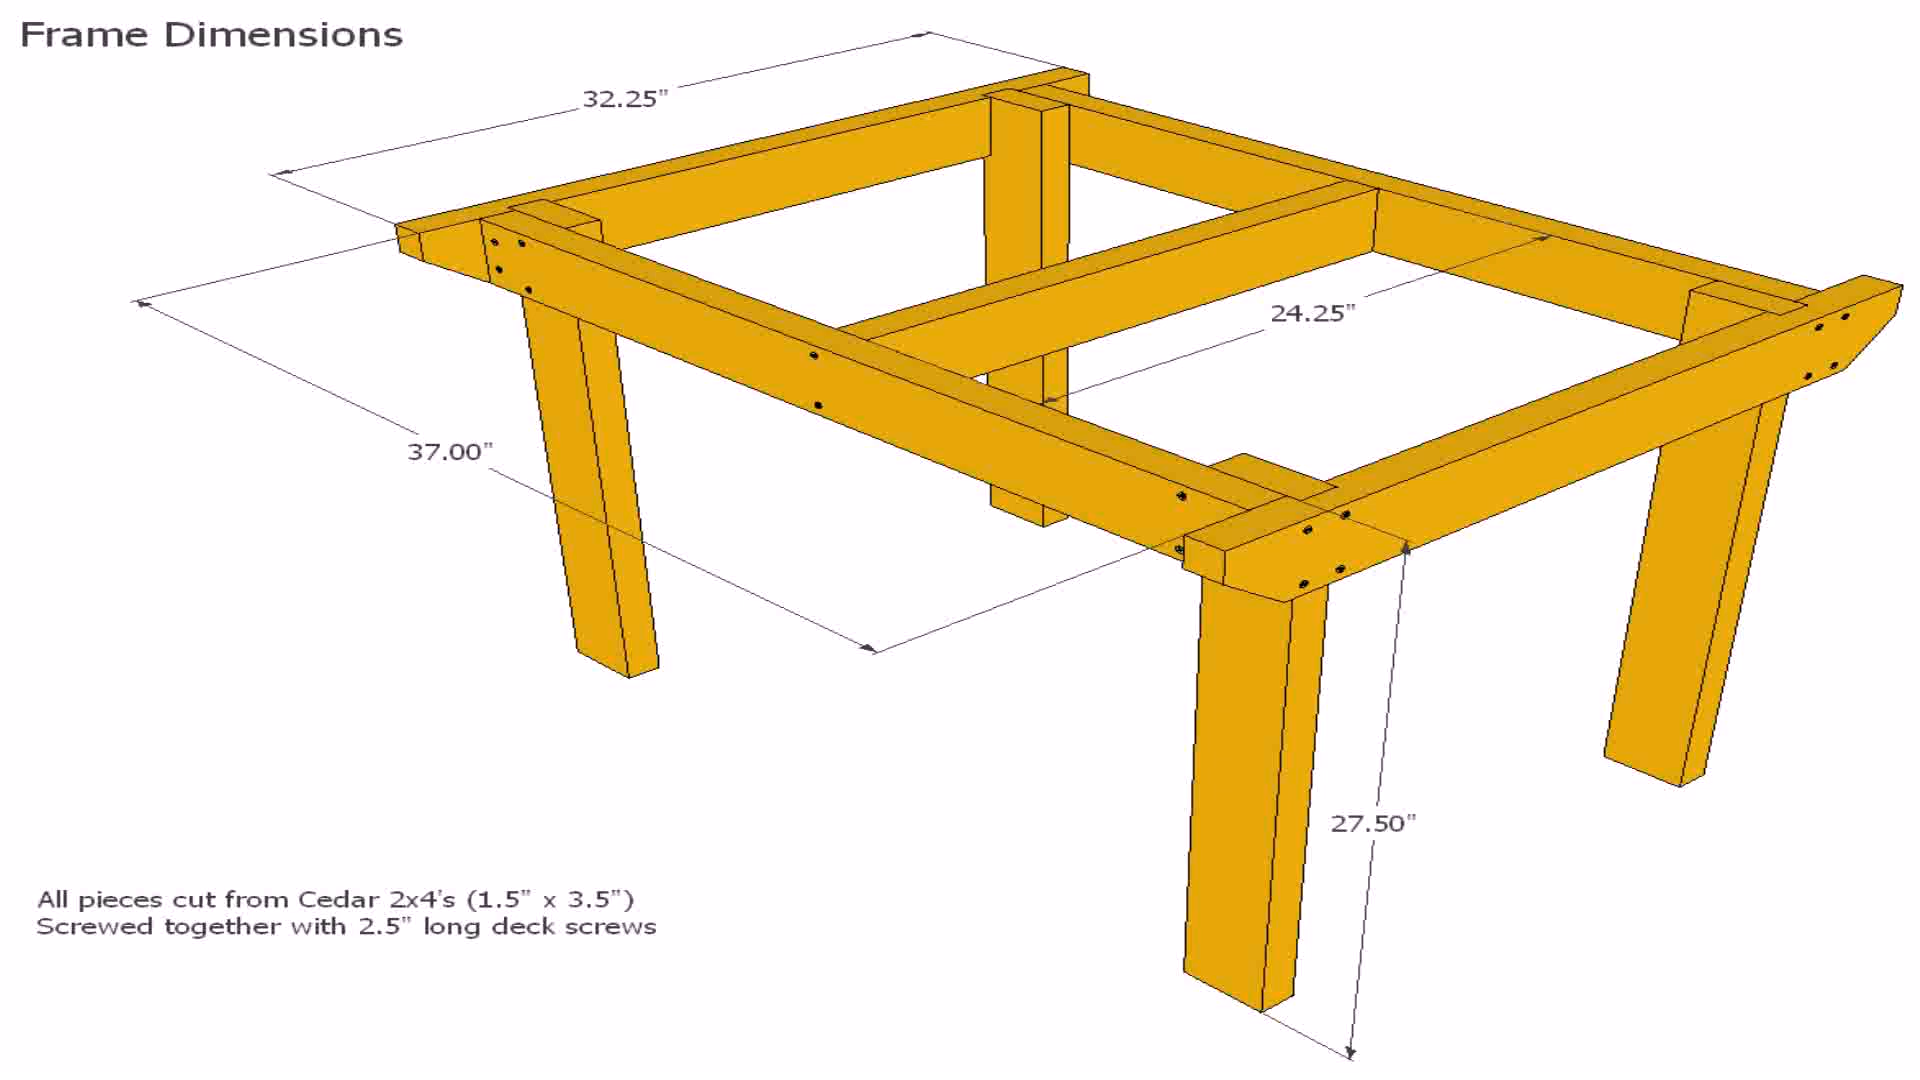 Frame Dimensions
32.25"
24.25"
37.00"
27.50"
All pieces cut from Cedar 2x4's (1.5" x 3.5")
Screwed together with 2.5" long deck screws